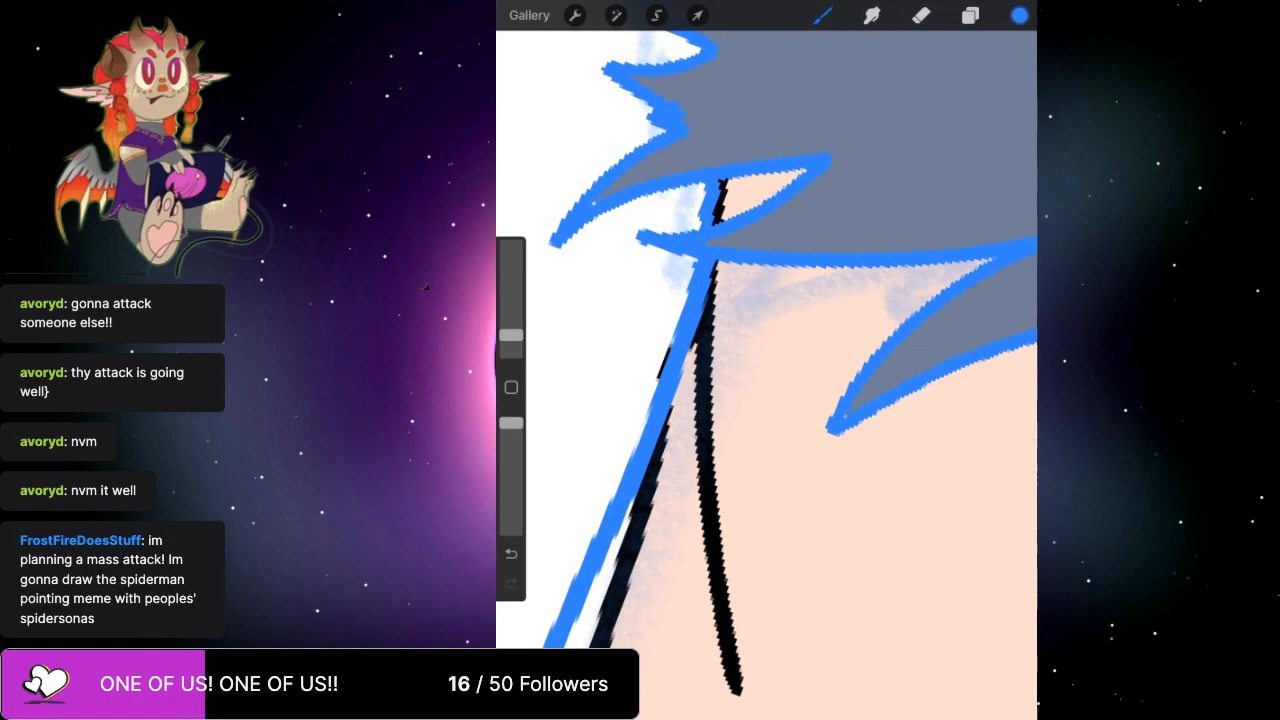 Gallery
avoryd: gonna attack
someone else!!
avoryd: thy attack is going
well}
avoryd: nvm
avoryd: nvm it well
FrostFireDoesStuff: im
planning a mass attack! Im
gonna draw the spiderman
pointing meme with peoples'
spidersonas
ONE OF US! ONE OF US!! 16 / 50 Followers